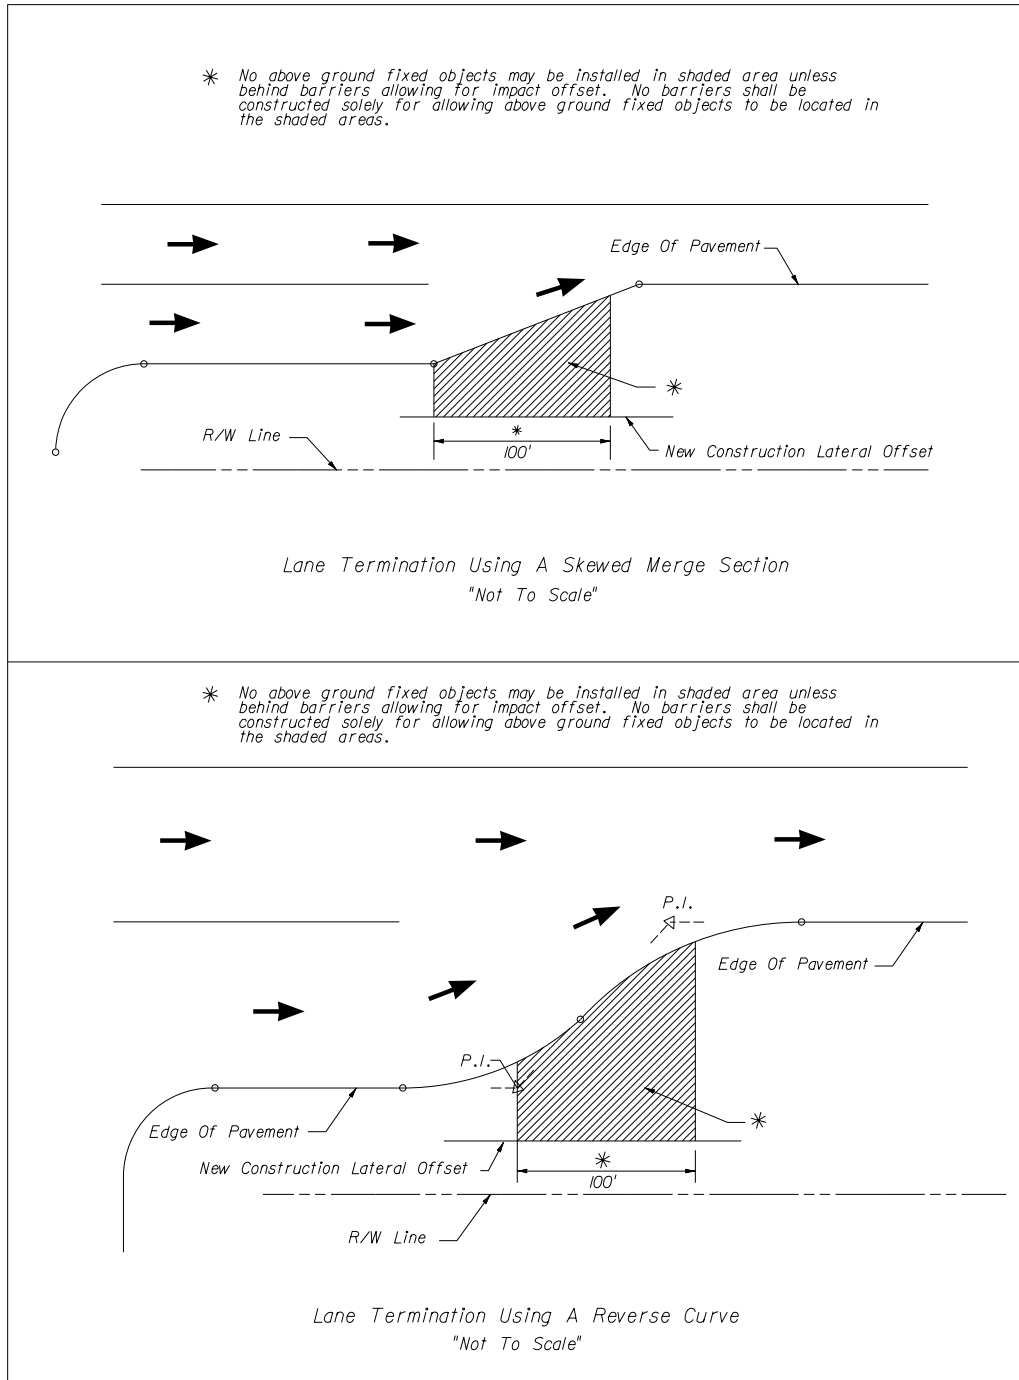 * No above ground fixed objects may be installed in shaded area unless
behind barriers allowing for impact offset. No barriers shall be
constructed solely for allowing above ground fixed objects to be located in
the shaded areas.
Edge Of Pavement
*
R/W Line
*
100'
New Construction Lateral Offset
Lane Termination Using A Skewed Merge Section
"Not To Scale"
* No above ground fixed objects may be installed in shaded area unless
behind barriers allowing for impact offset. No barriers shall be
constructed solely for allowing above ground fixed objects to be located in
the shaded areas.
P.I.
Edge Of Pavement
P.I.
*
Edge Of Pavement
New Construction Lateral Offset
*
100'
R/W Line
Lane Termination Using A Reverse Curve
"Not To Scale"